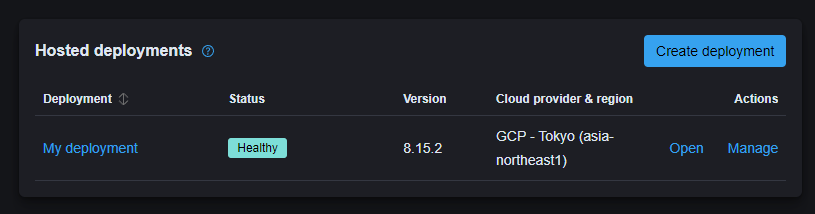 Hosted deployments
Create deployment
Deployment Status Version Cloud provider & region Actions
My deployment Healthy 8.15.2 GCP - Tokyo (asia-
northeast1) Open Manage